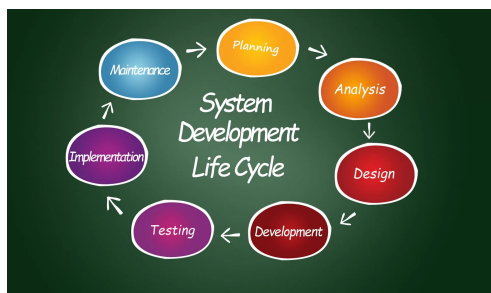 Planning
Maintenance
Analysis
System
Development
Life Cycle
Implementation
Design
Testing
Development